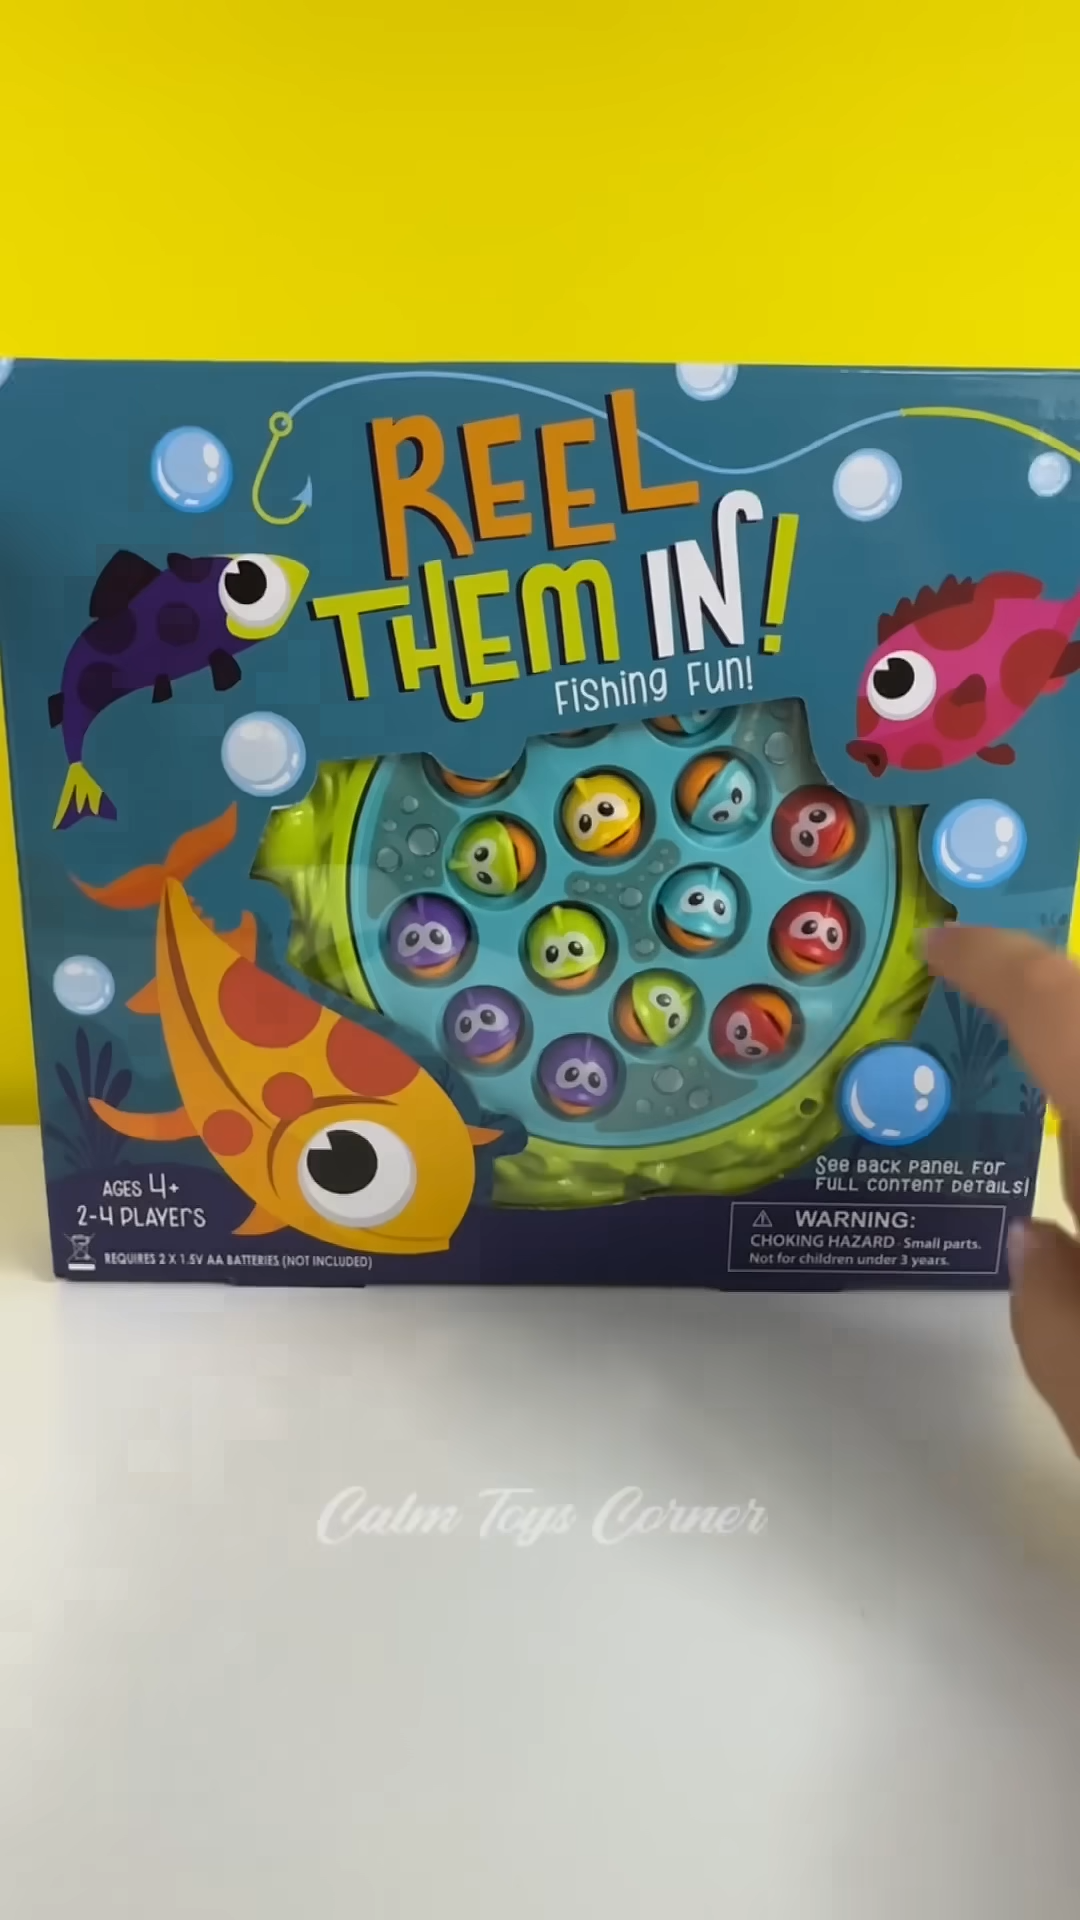 REEL
THEM IN!
Fishing Fun!
AGES 4+
2-4 PLAYErS
REQUIRES 2 X 1.5V AA BATTERIES (NOT INCLUDED)
See BACK PANEL FOR
FULL CONTENT DETAILS!
WARNING:
CHOKING HAZARD - Small parts.
Not for children under 3 years.
Calm Toys Corner